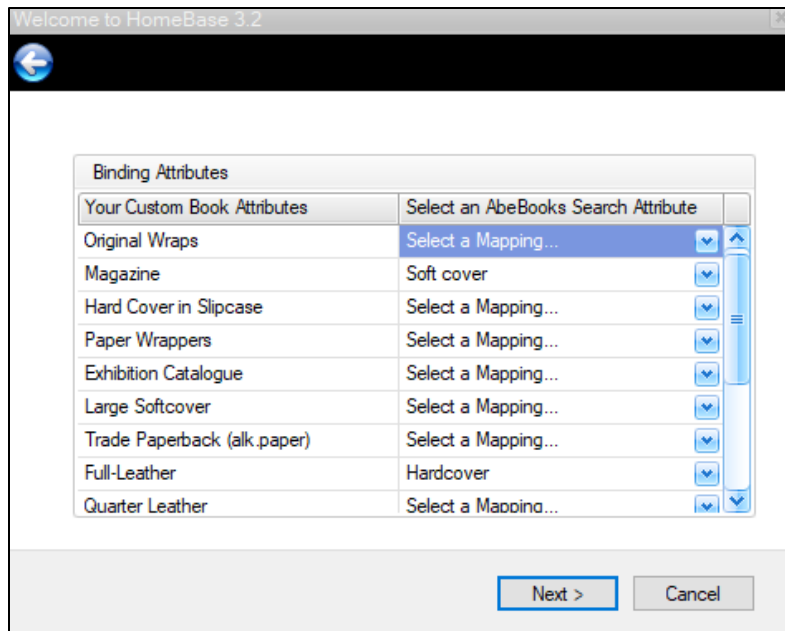 Welcome to HomeBase 3.2
Binding Attributes
Your Custom Book Attributes Select an AbeBooks Search Attribute
Original Wraps Select a Mapping...
Magazine Soft cover
Hard Cover in Slipcase Select a Mapping...
Paper Wrappers Select a Mapping...
Exhibition Catalogue Select a Mapping...
Large Softcover Select a Mapping...
Trade Paperback (alk.paper) Select a Mapping...
Full-Leather Hardcover
Quarter Leather Select a Mapping...
Next > Cancel